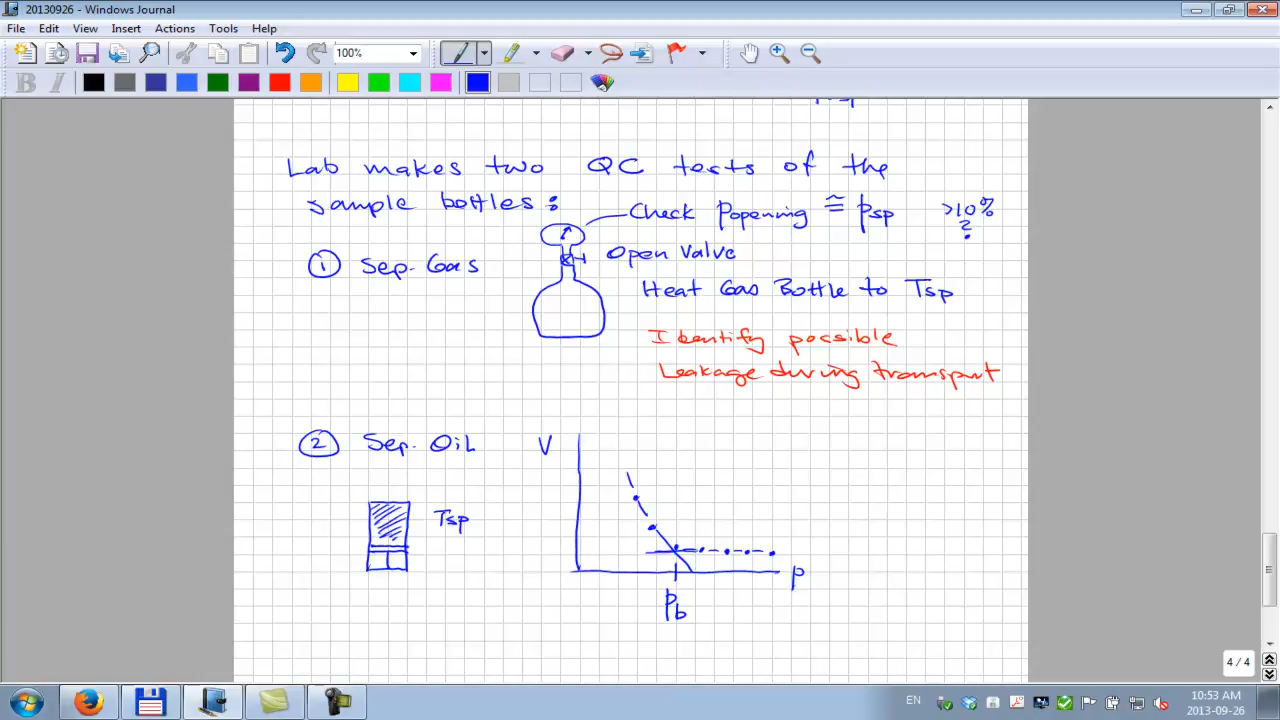 20130926 - Windows Journal
File Edit View Insert Actions Tools Help
100%
B I
Lab makes two QC tests of the
sample bottles:
Check Popening ≅ Psp >10%
?
① Sep. Gas
Open Valve
Heat Gas Bottle to Tsp
Identify possible
Leakage during transport
② Sep. Oil V
Tsp
P
Pb
4 / 4
EN
10:53 AM
2013-09-26